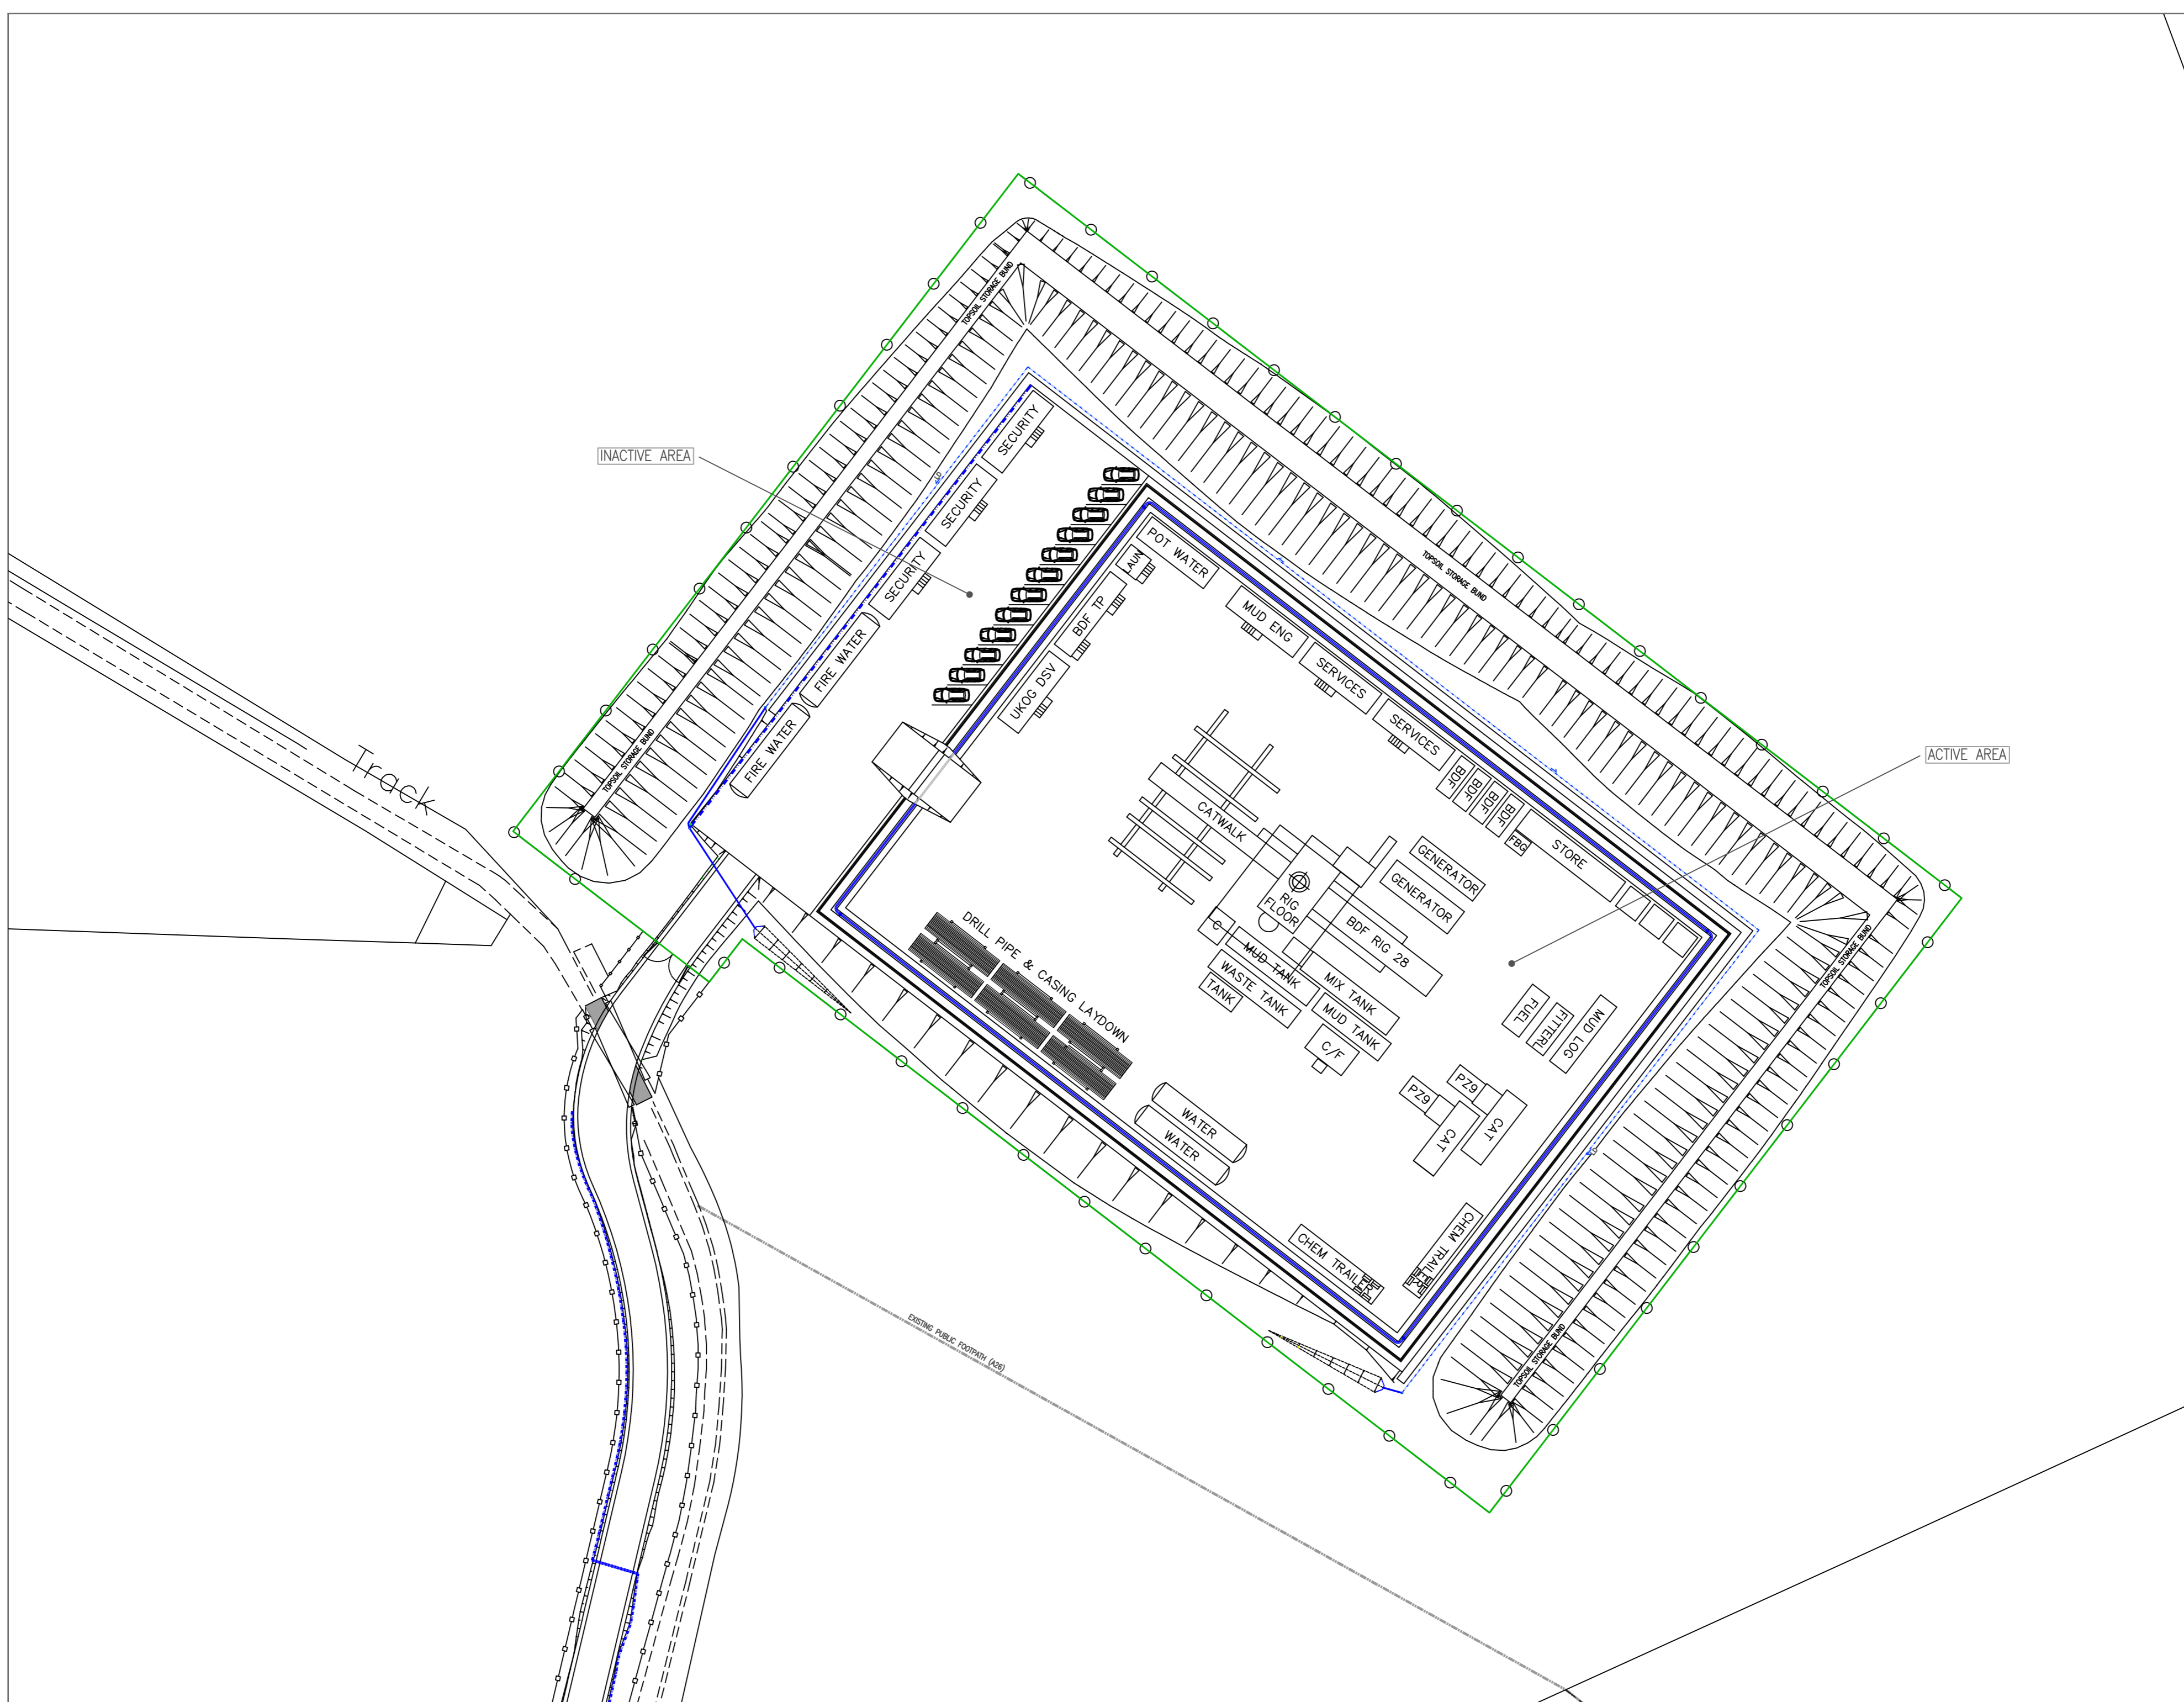 TOPSOIL STORAGE BUND
SECURITY
INACTIVE AREA
SECURITY
SECURITY
POT WATER
LAUN
TOPSOIL STORAGE BUND
BDF TP
MUD ENG
FIRE WATER
UKOG DSV
SERVICES
SERVICES
FIRE WATER
TOPSOIL STORAGE BUND
Track
ACTIVE AREA
BDF
BDF
BDF
BDF
CATWALK
FBG
STORE
GENERATOR
GENERATOR
RIG
FLOOR
C
BDF RIG 28
DRILL PIPE & CASING LAYDOWN
MUD TANK
WASTE TANK
TANK
MIX TANK
MUD TANK
C/F
TOPSOIL STORAGE BUND
FUEL
FITTERL
MUD LOG
PZ9
PZ9
CAT
CAT
WATER
WATER
CHEM TRAILER
CHEM TRAILER
EXISTING PUBLIC FOOTPATH (A26)
TOPSOIL STORAGE BUND